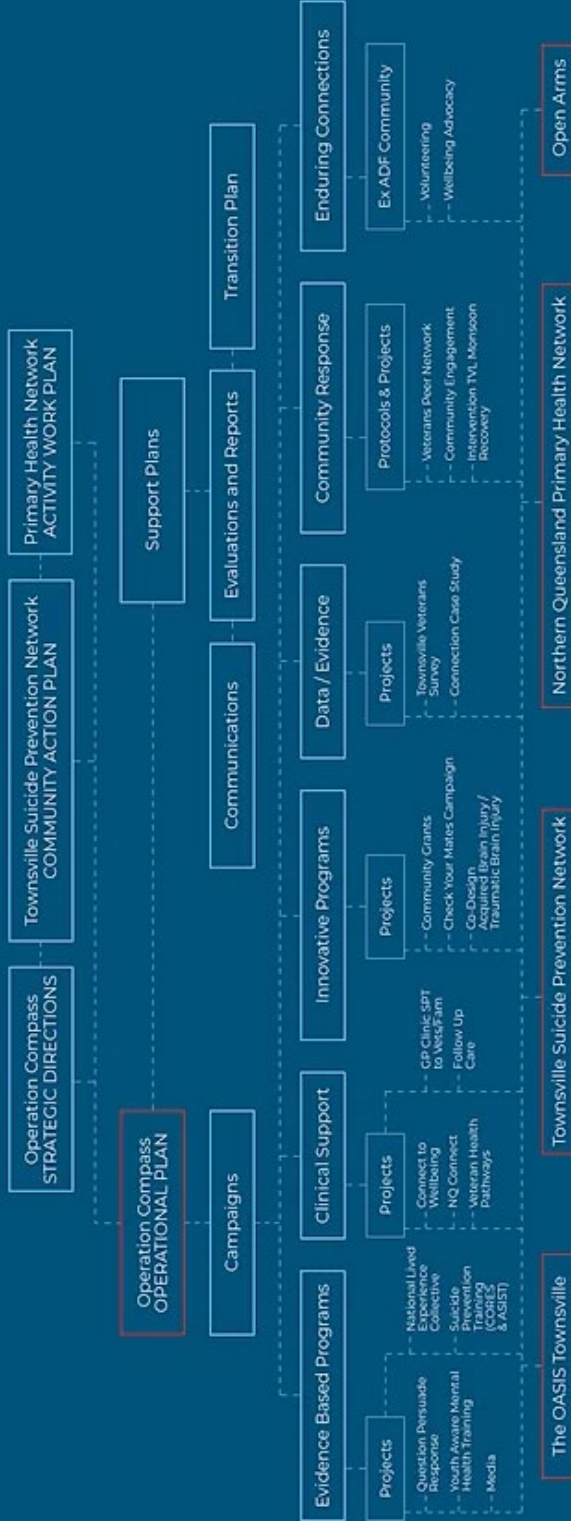 Operation Compass
STRATEGIC DIRECTIONS
Townsville Suicide Prevention Network
COMMUNITY ACTION PLAN
Primary Health Network
ACTIVITY WORK PLAN
Operation Compass
OPERATIONAL PLAN
Support Plans
Campaigns
Communications
Evaluations and Reports
Transition Plan
Evidence Based Programs
Clinical Support
Innovative Programs
Data / Evidence
Community Response
Enduring Connections
Projects
Question Persuade
Response
Youth Aware Mental
Health Training
Media
National Lived
Experience
Collective
Suicide
Prevention
Training
(CORES
& ASIST)
Projects
Connect to
Wellbeing
NQ Connect
Veteran Health
Pathways
GP Clinic SPT
to Vets/Fam
Follow Up
Care
Projects
Community Grants
Check Your Mates Campaign
Co-Design
Acquired Brain Injury /
Traumatic Brain Injury
Projects
Townsville Veterans
Survey
Connection Case Study
Protocols & Projects
Veterans Peer Network
Community Engagement
Intervention TVL Monsoon
Recovery
Ex ADF Community
Volunteering
Wellbeing Advocacy
The OASIS Townsville
Townsville Suicide Prevention Network
Northern Queensland Primary Health Network
Open Arms